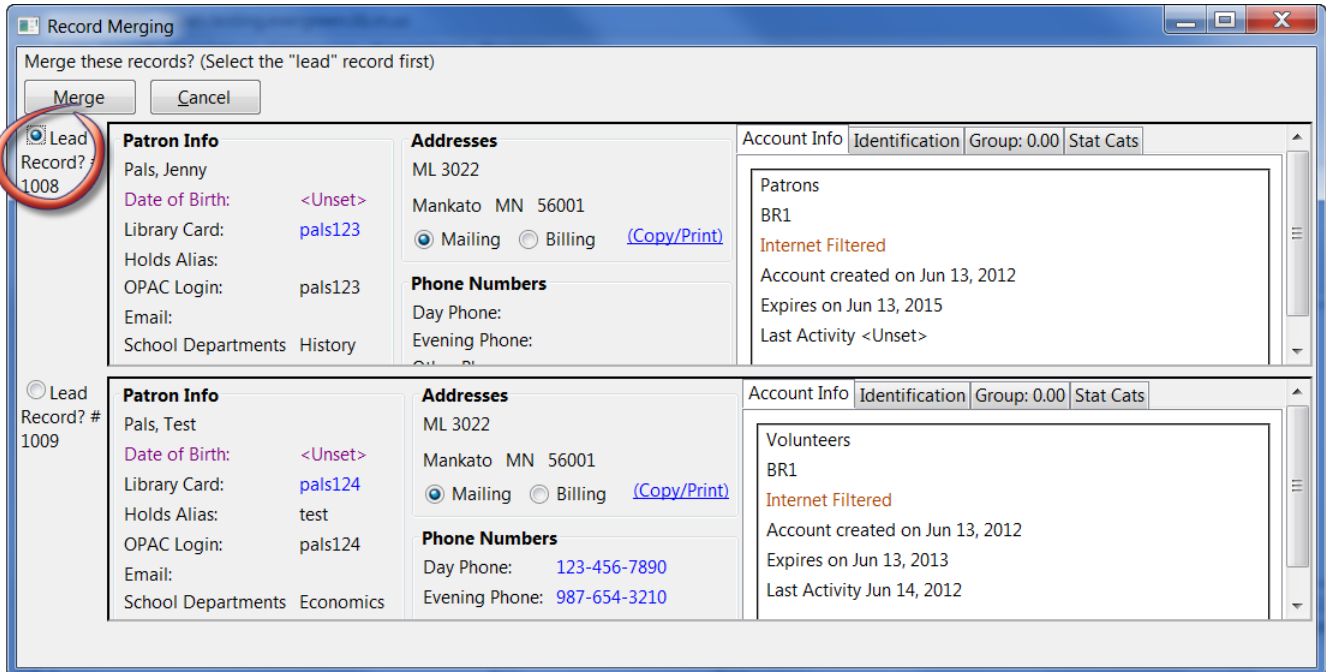 Record Merging
Merge these records? (Select the "lead" record first)
Merge Cancel
Lead
Record? #
1008
Patron Info
Pals, Jenny
Date of Birth: <Unset>
Library Card: pals123
Holds Alias:
OPAC Login: pals123
Email:
School Departments History
Addresses
ML 3022
Mankato MN 56001
Mailing Billing (Copy/Print)
Phone Numbers
Day Phone:
Evening Phone:
Account Info Identification Group: 0.00 Stat Cats
Patrons
BR1
Internet Filtered
Account created on Jun 13, 2012
Expires on Jun 13, 2015
Last Activity <Unset>
Lead
Record? #
1009
Patron Info
Pals, Test
Date of Birth: <Unset>
Library Card: pals124
Holds Alias: test
OPAC Login: pals124
Email:
School Departments Economics
Addresses
ML 3022
Mankato MN 56001
Mailing Billing (Copy/Print)
Phone Numbers
Day Phone: 123-456-7890
Evening Phone: 987-654-3210
Account Info Identification Group: 0.00 Stat Cats
Volunteers
BR1
Internet Filtered
Account created on Jun 13, 2012
Expires on Jun 13, 2013
Last Activity Jun 14, 2012